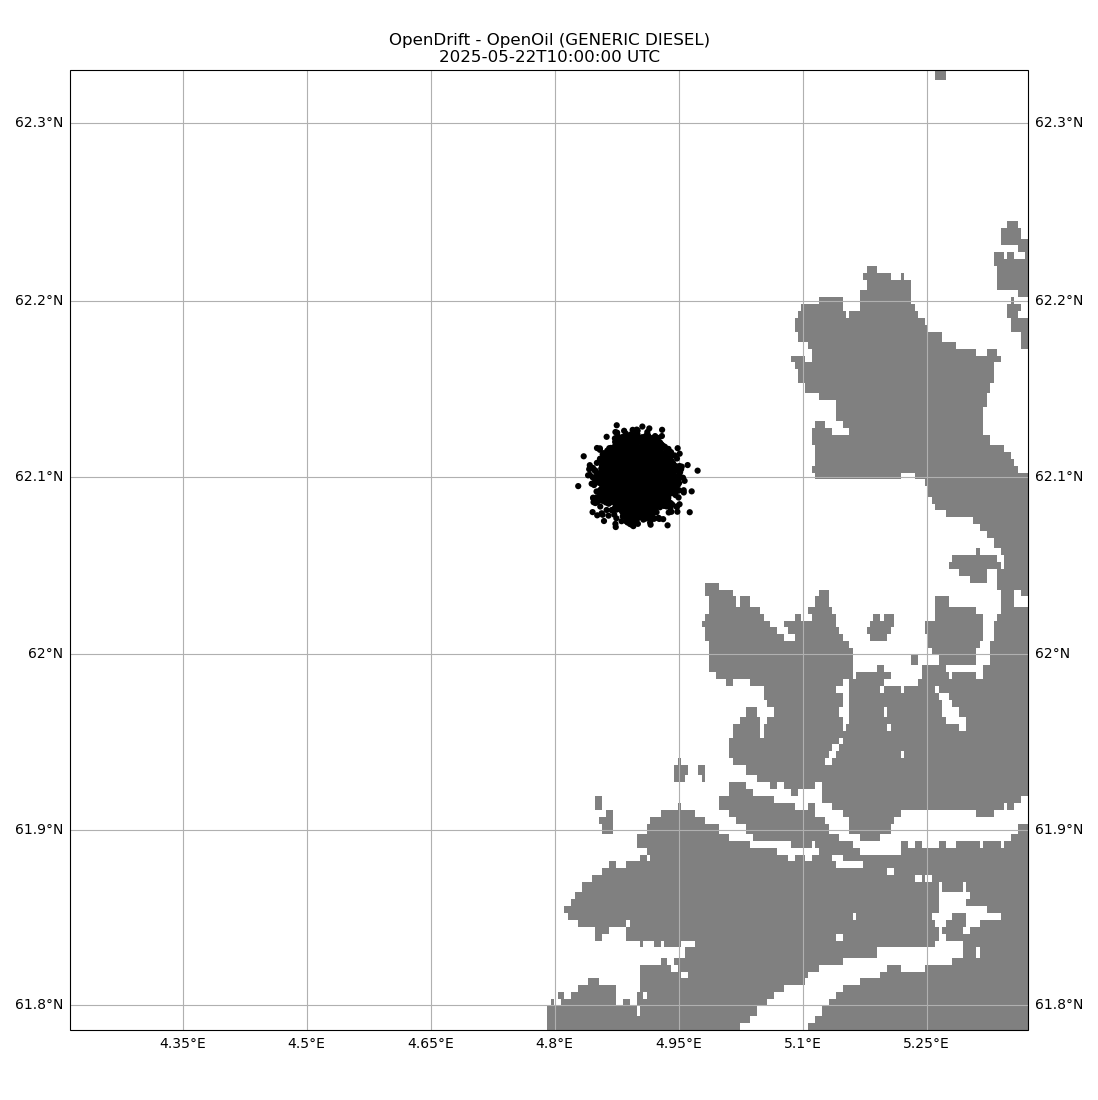 OpenDrift - OpenOil (GENERIC DIESEL)
2025-05-22T10:00:00 UTC
62.3°N 62.3°N
62.2°N 62.2°N
62.1°N 62.1°N
62°N 62°N
61.9°N 61.9°N
61.8°N 61.8°N
4.35°E 4.5°E 4.65°E 4.8°E 4.95°E 5.1°E 5.25°E